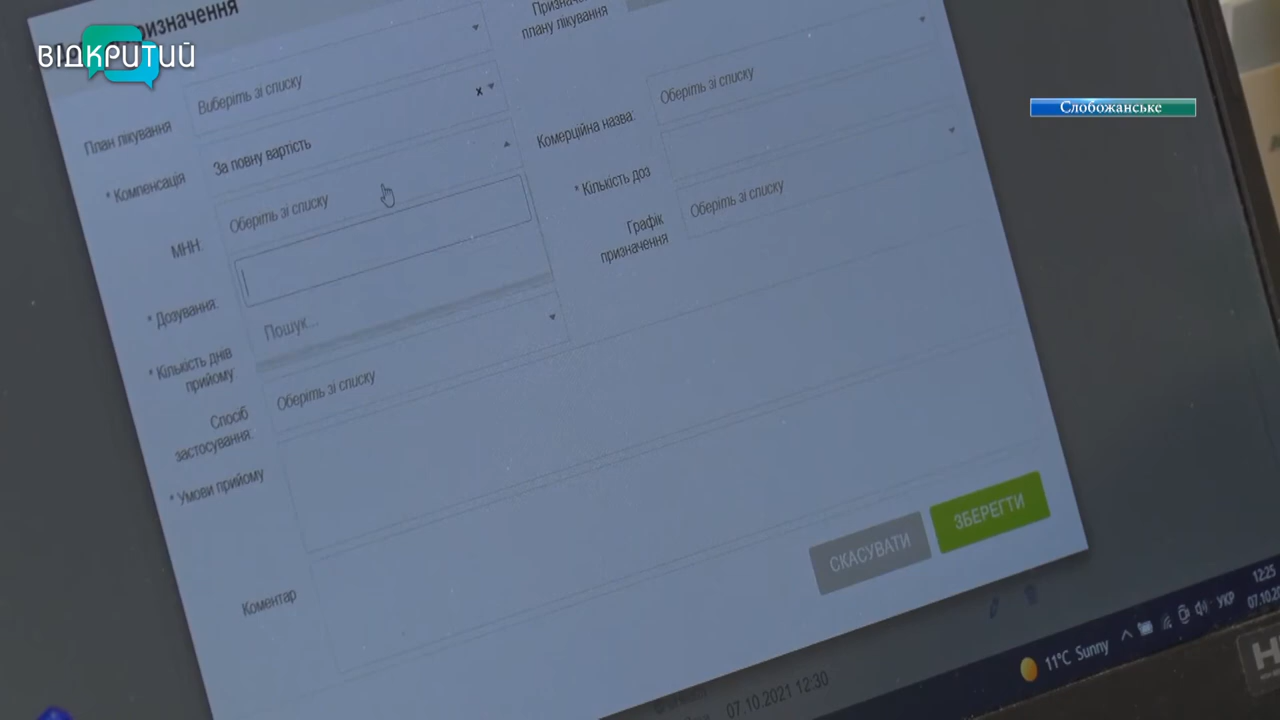 ВІДКРИТИЙ
Слобожанське
плану лікування
План лікування
Виберіть зі списку
* Компенсація
За повну вартість
x
Комерційна назва:
Оберіть зі списку
МНН:
Оберіть зі списку
* Кількість доз
* Дозування:
Пошук...
Графік
призначення
Оберіть зі списку
* Кількість днів
прийому
Спосіб
застосування:
Оберіть зі списку
* Умови прийому
Коментар
СКАСУВАТИ
ЗБЕРЕГТИ
07.10.2021 12:30
11°C Sunny
УКР
12:25